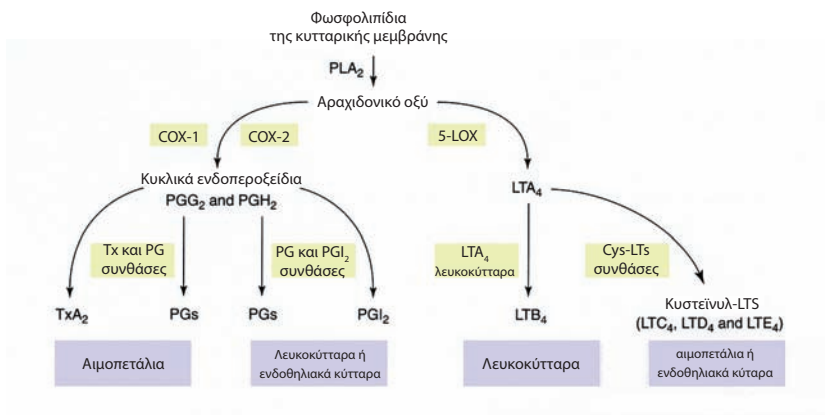 Φωσφολιπίδια
της κυτταρικής μεμβράνης
PLA₂
Αραχιδονικό οξύ
COX-1
COX-2
5-LOX
Κυκλικά ενδοπεροξείδια
PGG₂ and PGH₂
LTA₄
Tx και PG
συνθάσες
PG και PGI₂
συνθάσες
LTA₄
λευκοκύτταρα
Cys-LTs
συνθάσες
TxA₂
PGs
PGs
PGI₂
LTB₄
Κυστεϊνυλ-LTS
(LTC₄, LTD₄ and LTE₄)
Αιμοπετάλια
Λευκοκύτταρα ή
ενδοθηλιακά κύτταρα
Λευκοκύτταρα
αιμοπετάλια ή
ενδοθηλιακά κύταρα